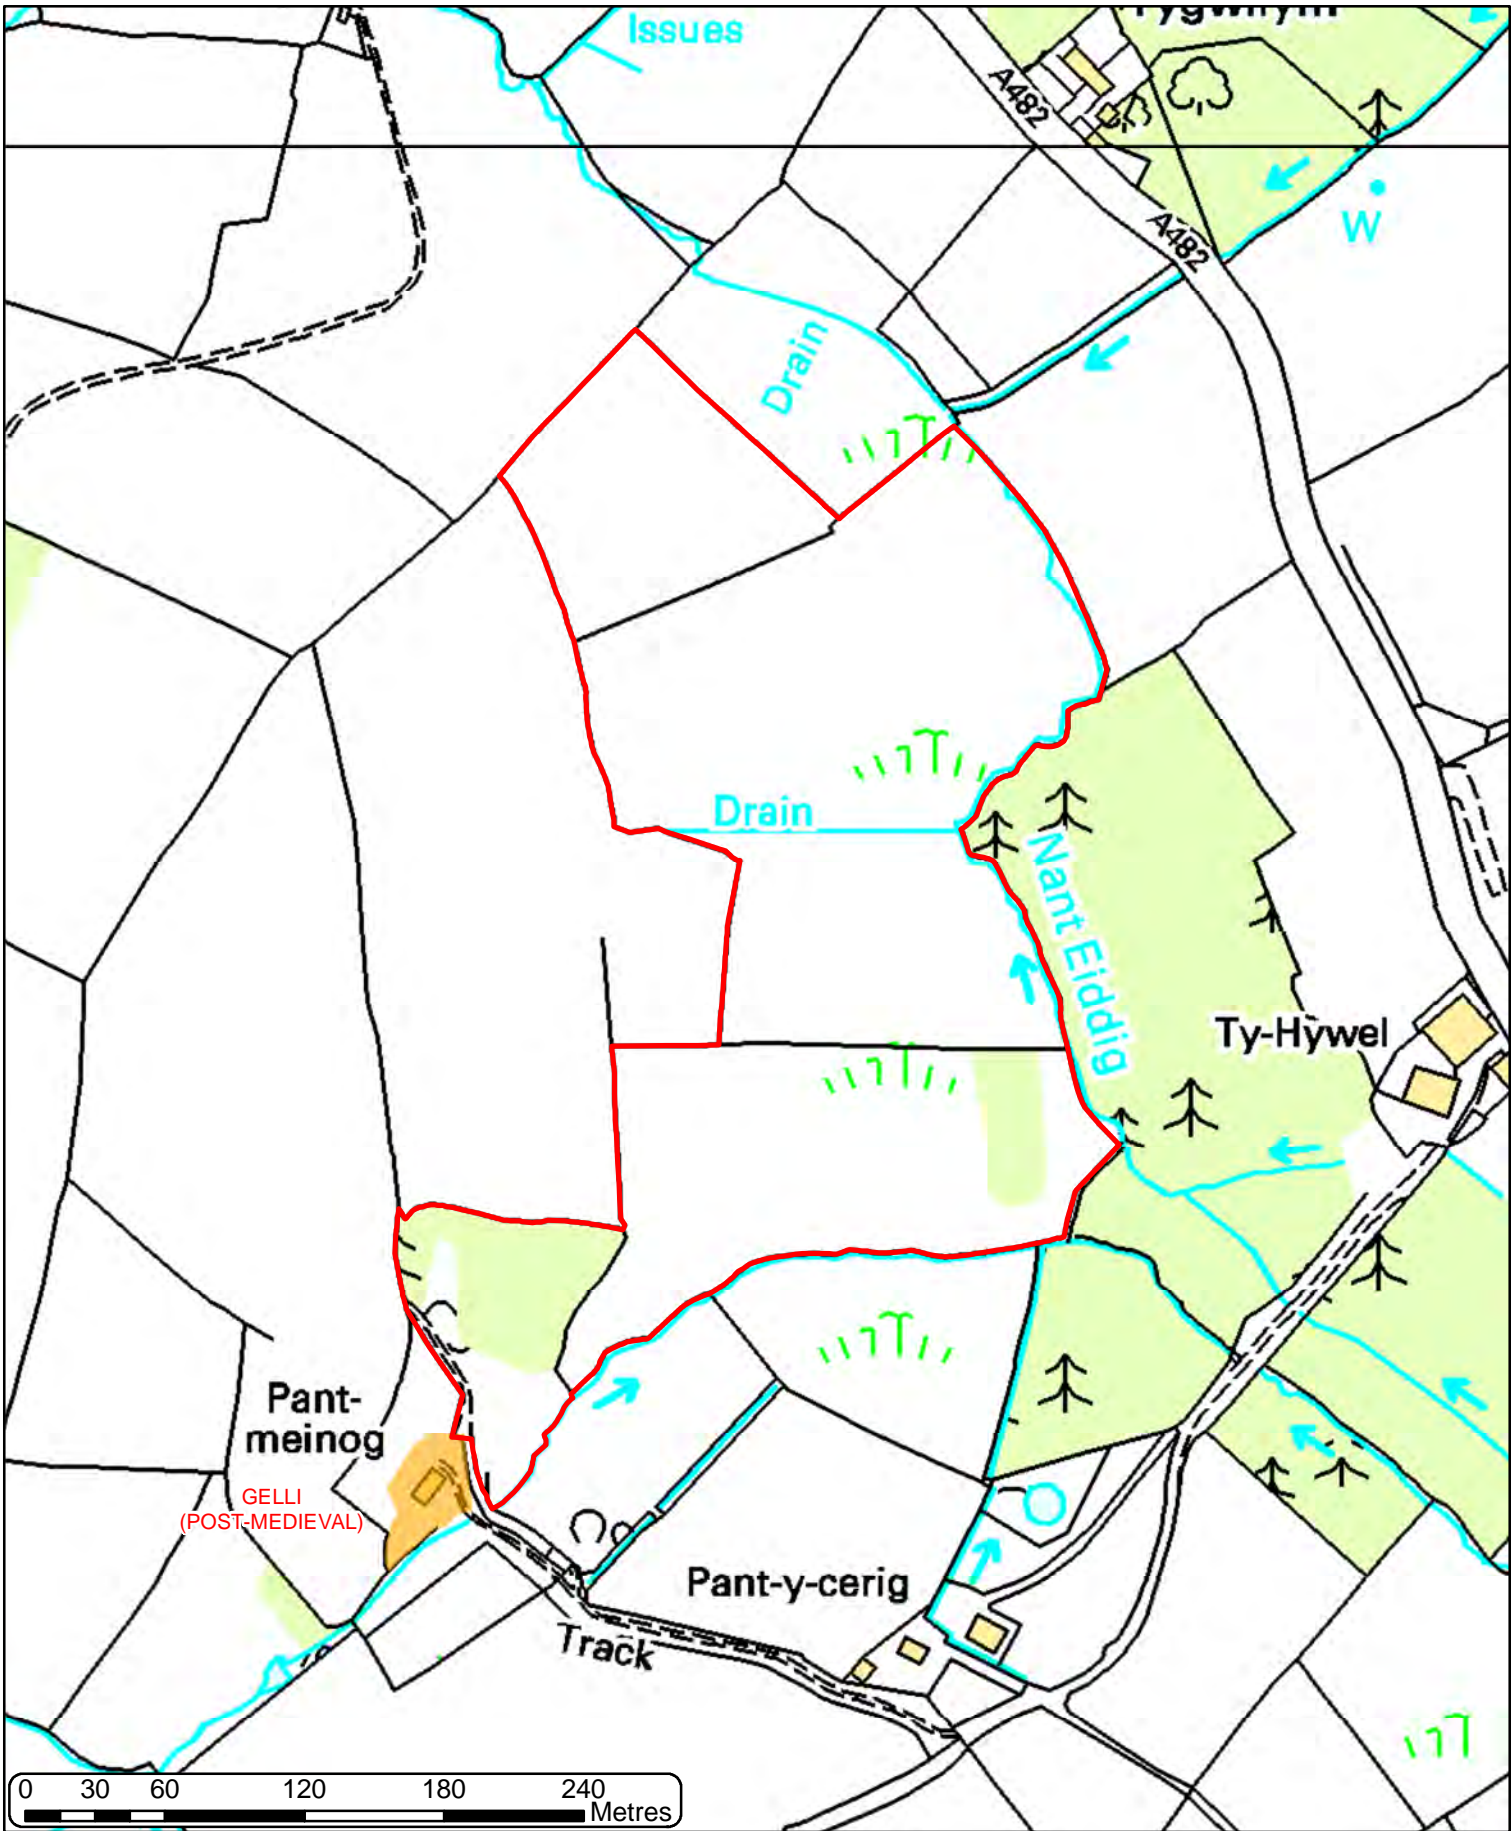 Issues
Tygwilym
A482
A482
W
Drain
Drain
Nant Eiddig
Ty-Hywel
Pant-
meinog
GELLI
(POST-MEDIEVAL)
Pant-y-cerig
Track
0 30 60 120 180 240
Metres